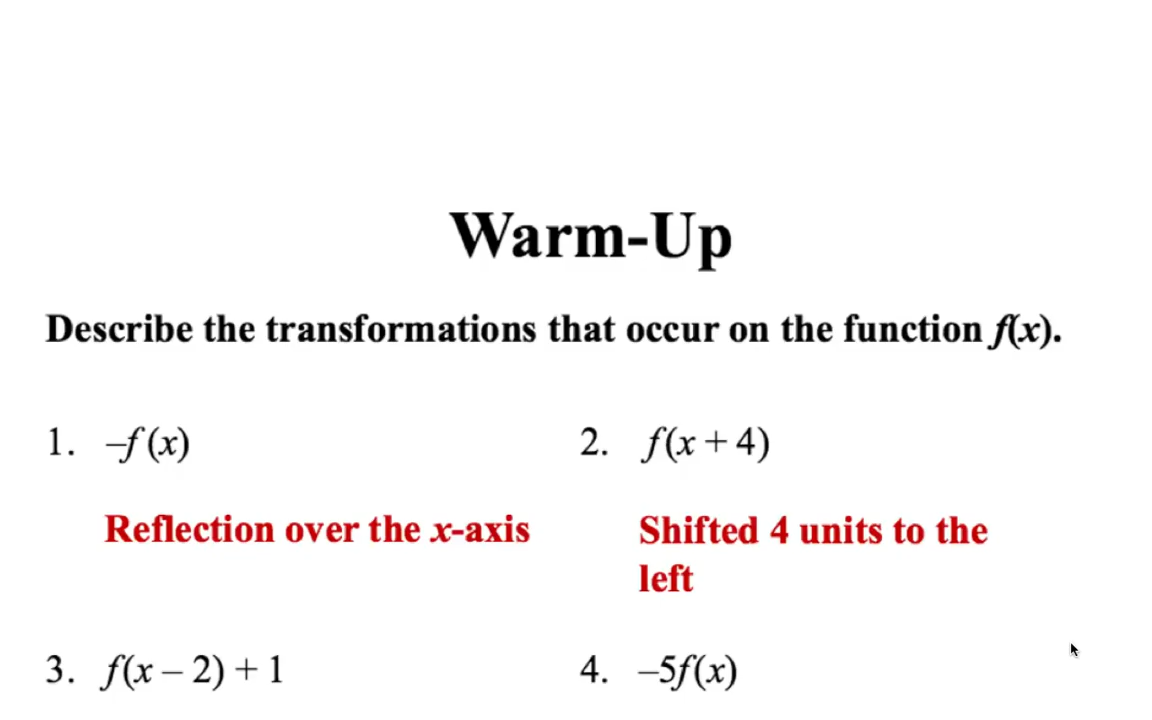 Warm-Up
Describe the transformations that occur on the function f(x).
1. –f(x) 2. f(x + 4)
Reflection over the x-axis Shifted 4 units to the
left
3. f(x – 2) + 1 4. –5f(x)